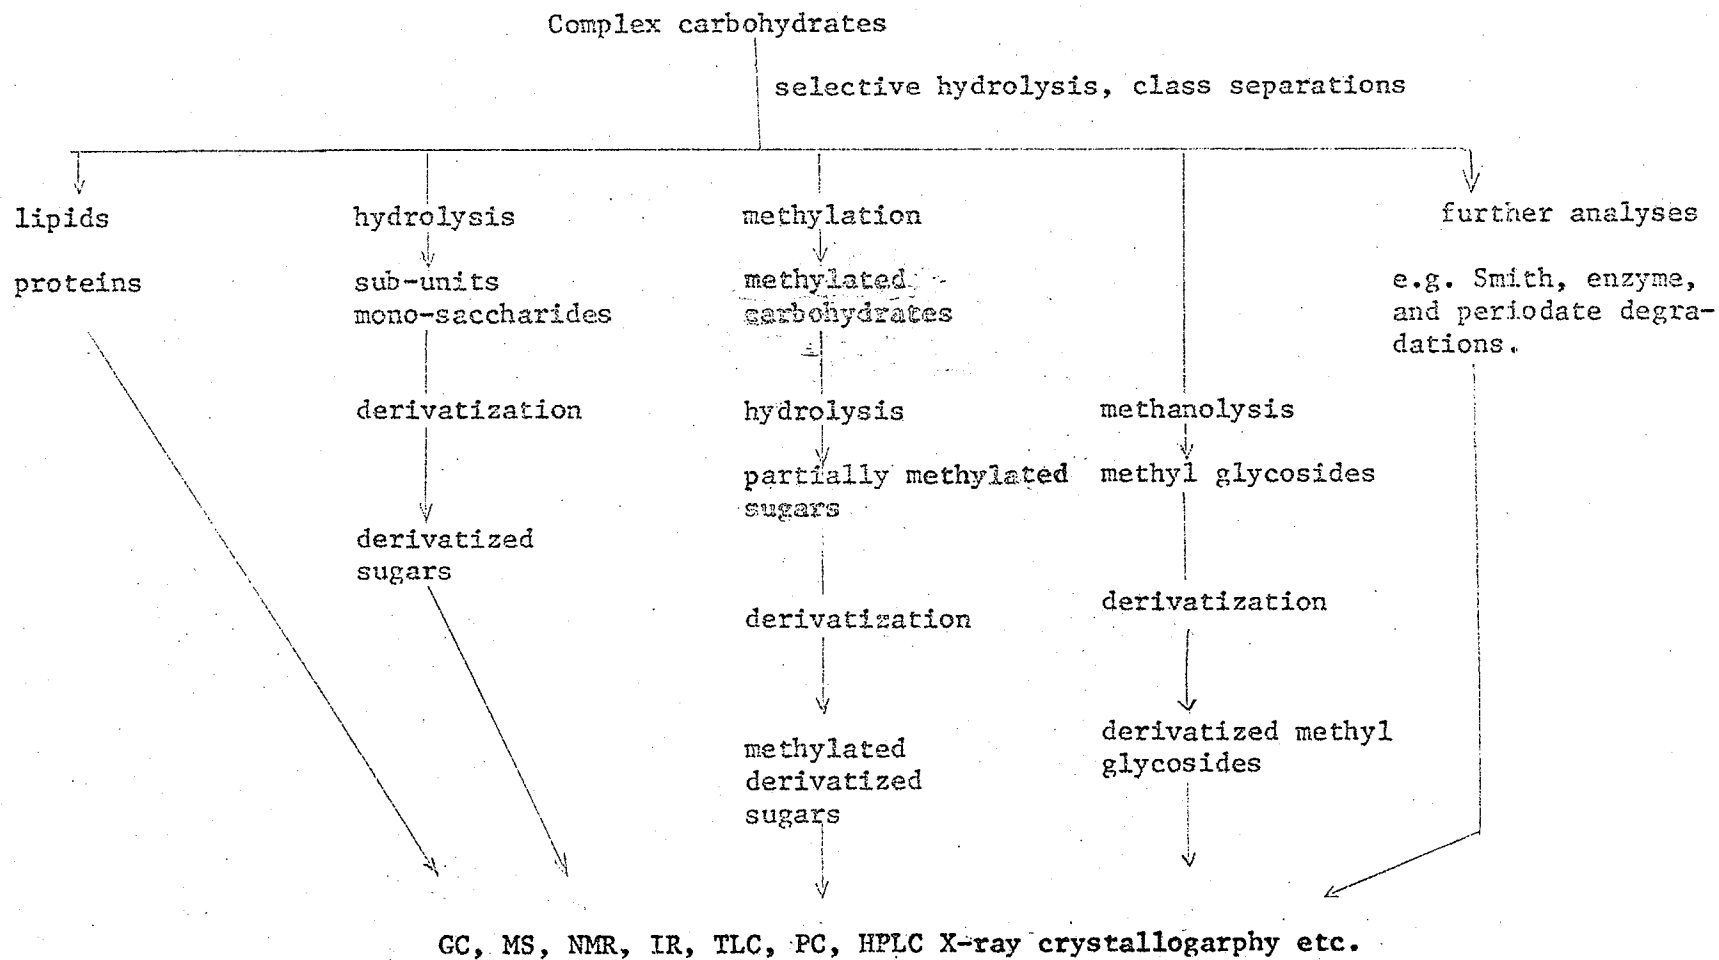 Complex carbohydrates
selective hydrolysis, class separations
lipids
proteins
hydrolysis
sub-units
mono-saccharides
derivatization
derivatized
sugars
methylation
methylated
carbohydrates
hydrolysis
partially methylated
sugars
derivatization
methylated
derivatized
sugars
methanolysis
methyl glycosides
derivatization
derivatized methyl
glycosides
further analyses
e.g. Smith, enzyme,
and periodate degra-
dations.
GC, MS, NMR, IR, TLC, PC, HPLC X-ray crystallogarphy etc.